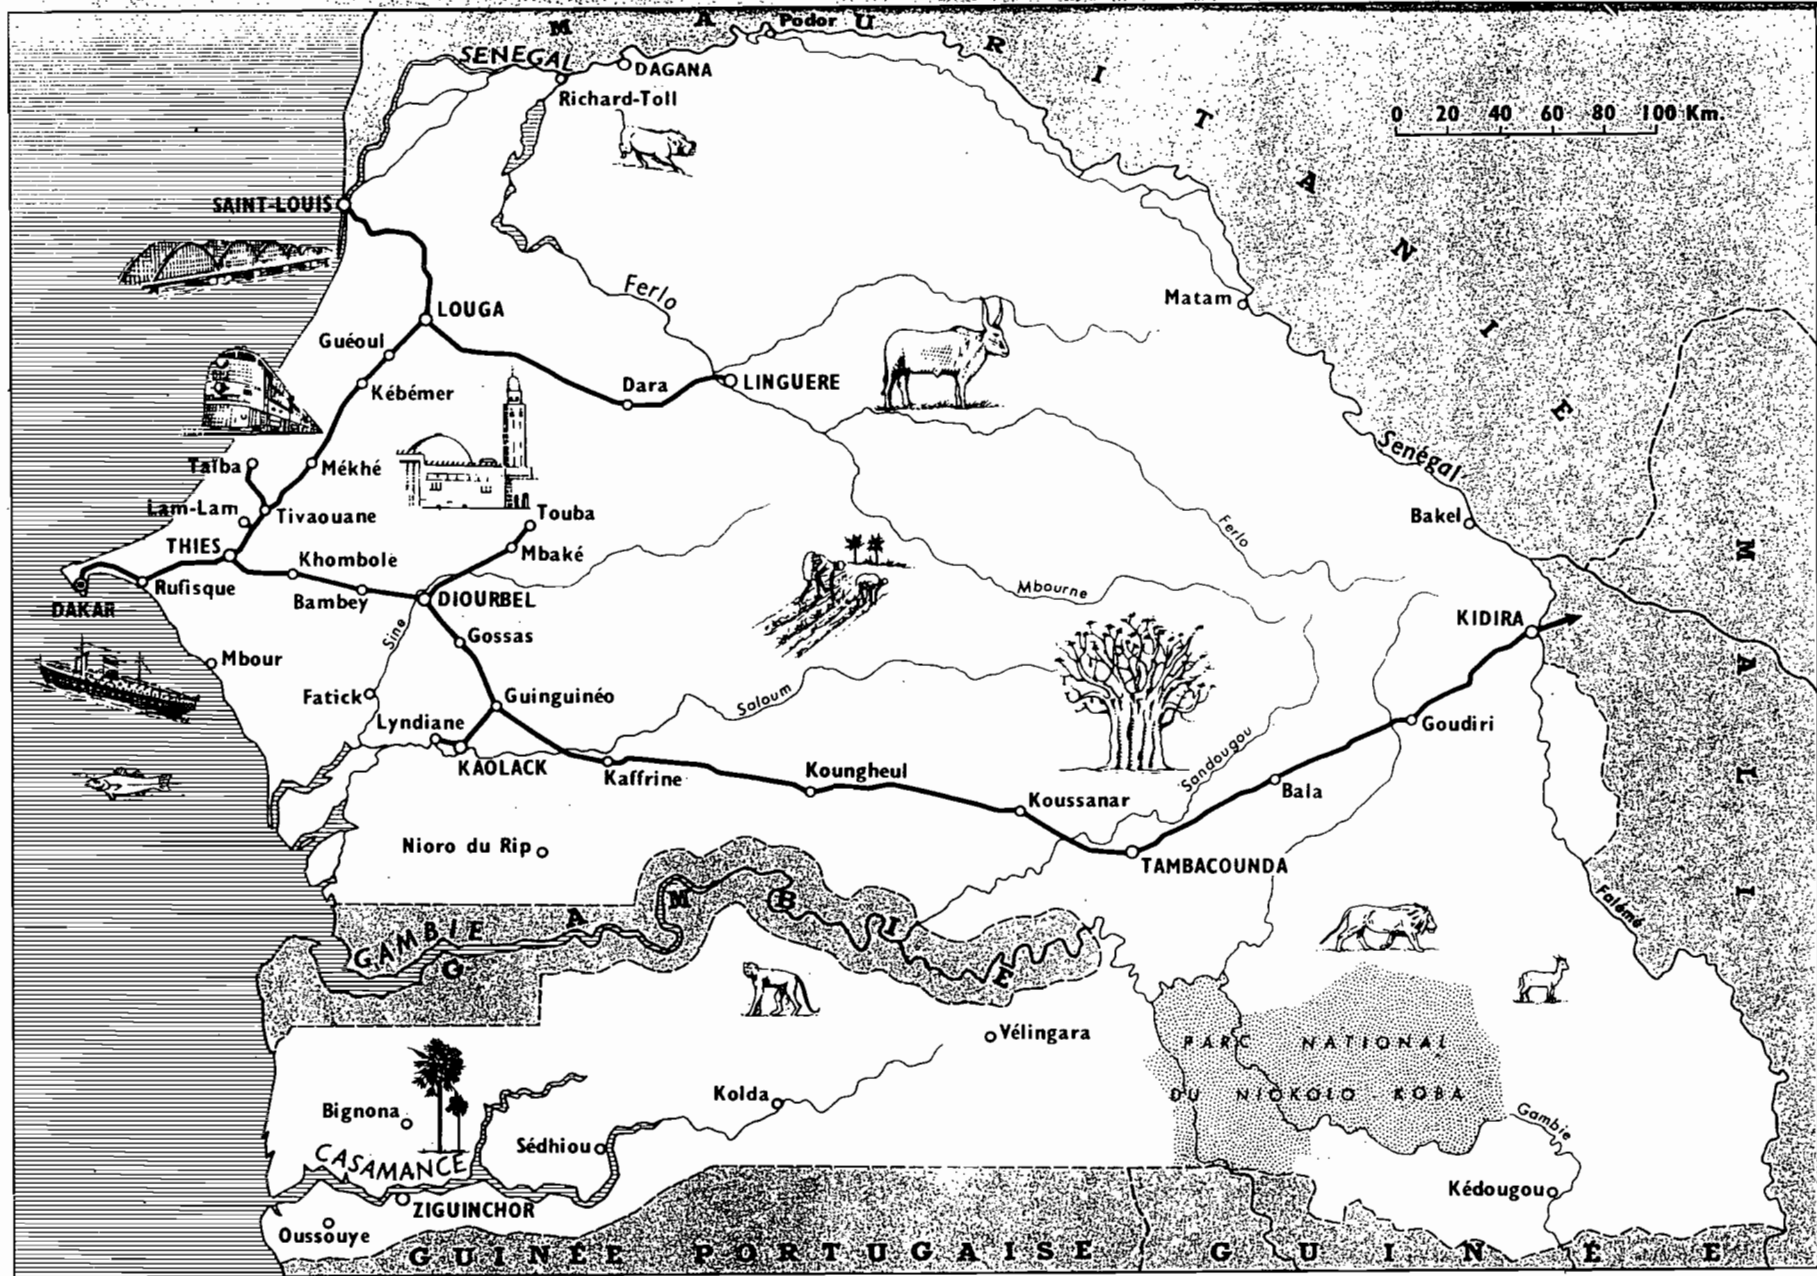 MAURITANIE
Podor
SENEGAL
DAGANA
Richard-Toll
0 20 40 60 80 100 Km.
SAINT-LOUIS
Ferlo
Matam
LOUGA
Guéoul
Kébémer
Dara
LINGUERE
Senégal
Taïba
Mékhé
Lam-Lam
Tivaouane
Touba
Ferlo
Bakel
THIES
Khombole
Mbaké
MALI
Rufisque
Bambey
DIOURBEL
Mbourne
DAKAR
KIDIRA
Sine
Gossas
Mbour
Fatick
Guinguinéo
Saloum
Lyndiane
Goudiri
KAOLACK
Kaffrine
Koungheul
Sandougou
Bala
Koussanar
Nioro du Rip
TAMBACOUNDA
Falémé
GAMBIE
GAMBIE
Vélingara
PARC NATIONAL
DU NIOKOLO-KOBA
Kolda
Bignona
Gambie
Sédhiou
CASAMANCE
Kédougou
ZIGUINCHOR
Oussouye
GUINÉE PORTUGAISE
GUINÉE